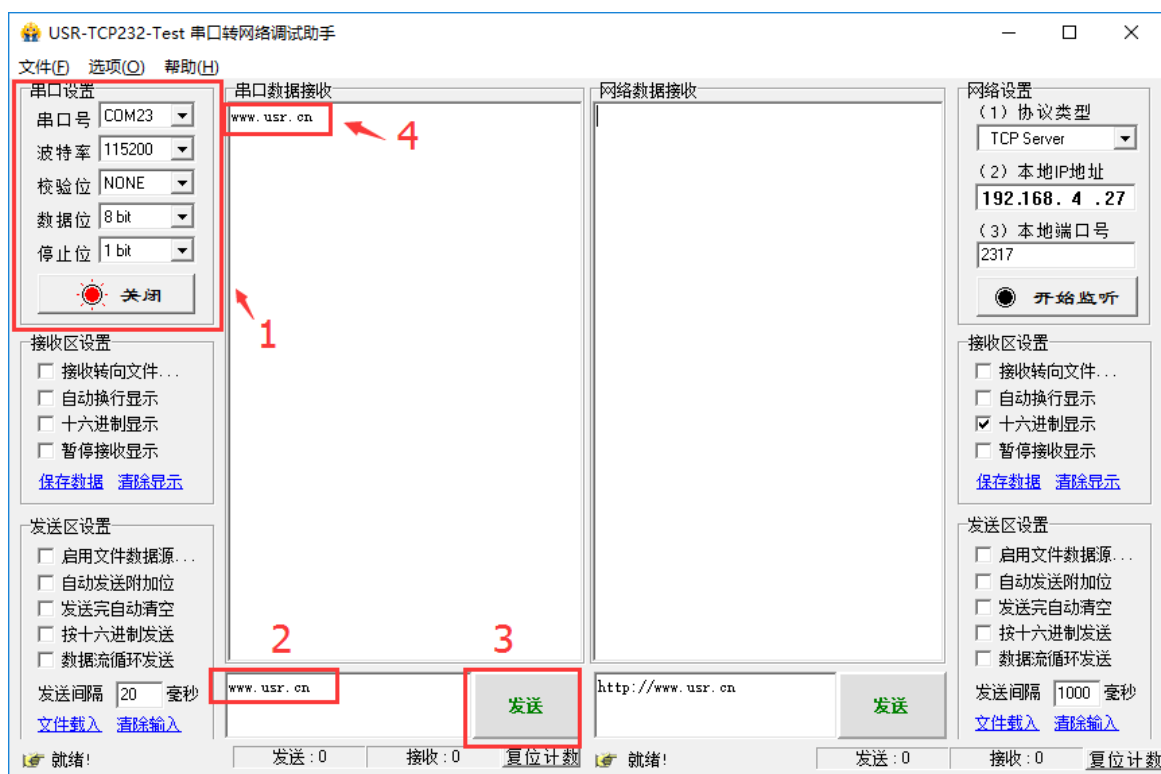 USR-TCP232-Test 串口转网络调试助手
文件(F) 选项(O) 帮助(H)
串口设置
串口号 COM23
波特率 115200
校验位 NONE
数据位 8 bit
停止位 1 bit
关闭
1
接收区设置
接收转向文件...
自动换行显示
十六进制显示
暂停接收显示
保存数据 清除显示
发送区设置
启用文件数据源...
自动发送附加位
发送完自动清空
按十六进制发送
数据流循环发送
发送间隔 20 毫秒
文件载入 清除输入
串口数据接收
www.usr.cn
4
2
3
www.usr.cn
发送
网络数据接收
http://www.usr.cn
发送
网络设置
(1) 协议类型
TCP Server
(2) 本地IP地址
192.168. 4 .27
(3) 本地端口号
2317
开始监听
接收区设置
接收转向文件...
自动换行显示
十六进制显示
暂停接收显示
保存数据 清除显示
发送区设置
启用文件数据源...
自动发送附加位
发送完自动清空
按十六进制发送
数据流循环发送
发送间隔 1000 毫秒
文件载入 清除输入
就绪! 发送:0 接收:0 复位计数
就绪! 发送:0 接收:0 复位计数